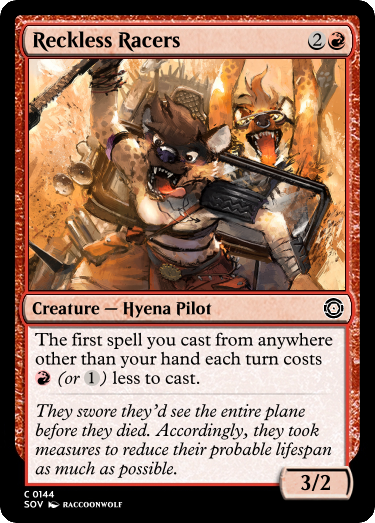 Reckless Racers 2
Creature — Hyena Pilot
The first spell you cast from anywhere
other than your hand each turn costs
(or 1) less to cast.
They swore they'd see the entire plane
before they died. Accordingly, they took
measures to reduce their probable lifespan
as much as possible.
3/2
C 0144
SOV RACCOONWOLF